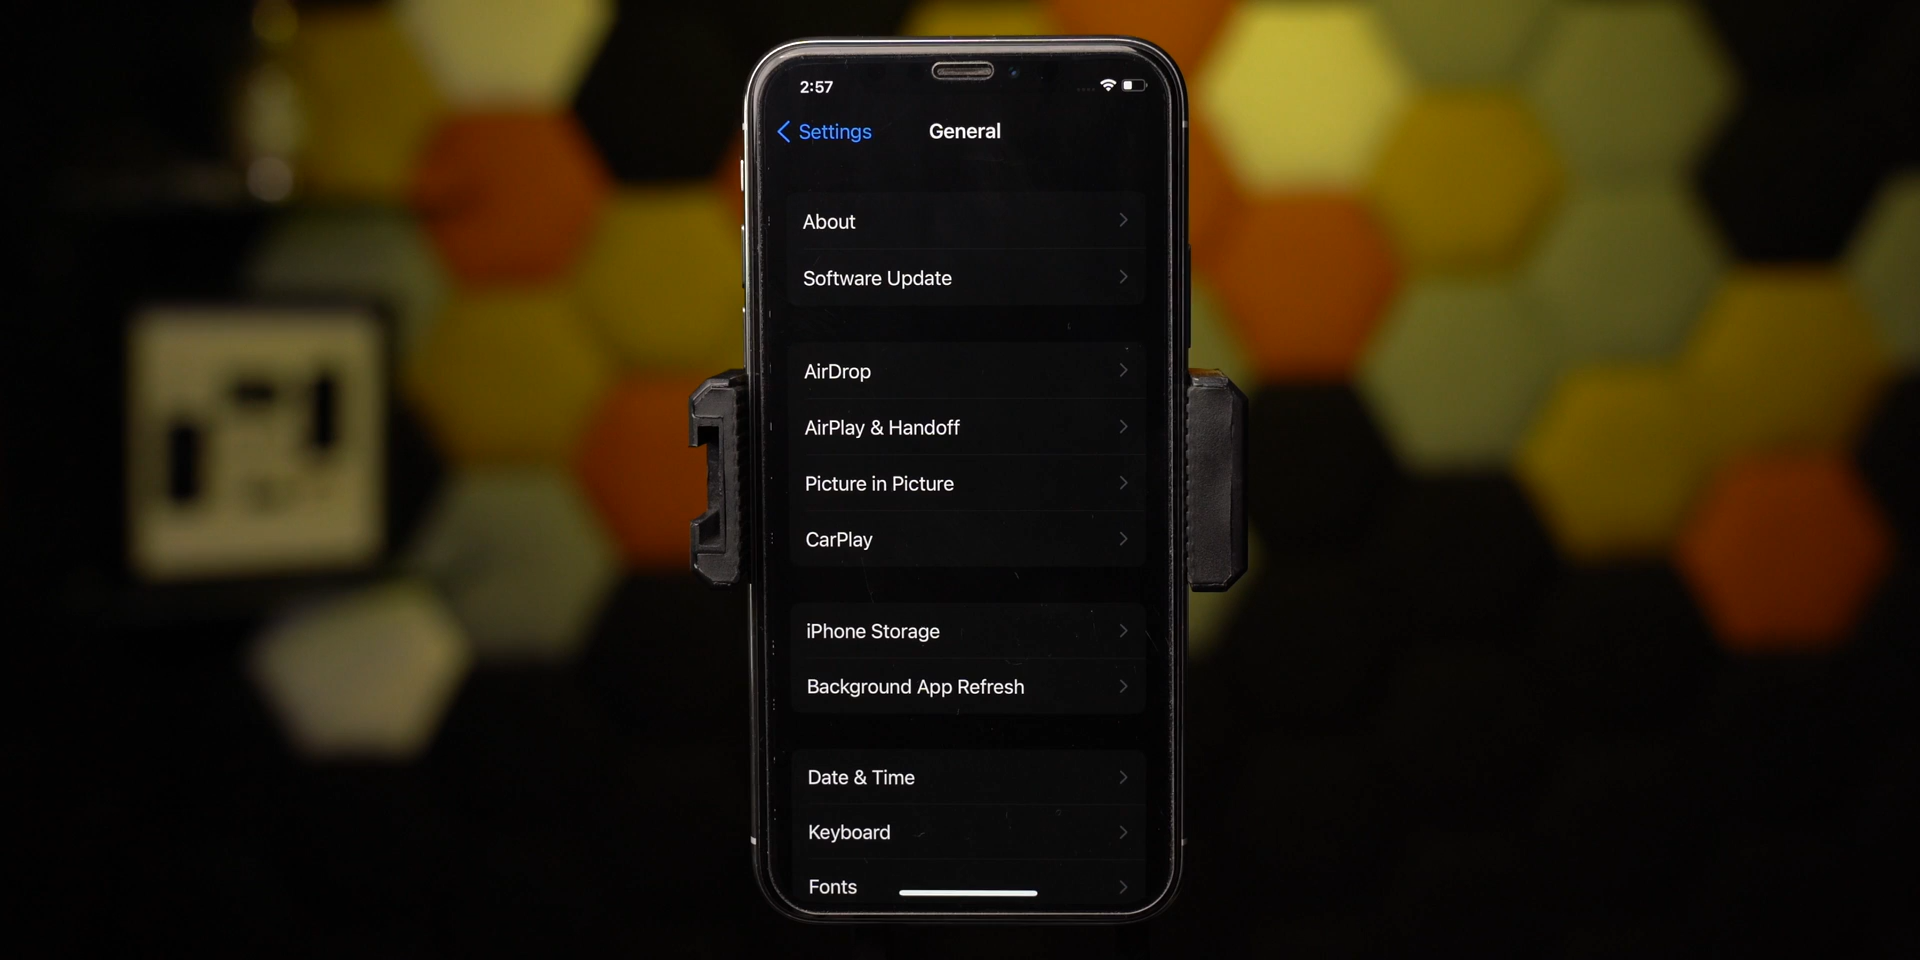 2:57
Settings
General
About
Software Update
AirDrop
AirPlay & Handoff
Picture in Picture
CarPlay
iPhone Storage
Background App Refresh
Date & Time
Keyboard
Fonts